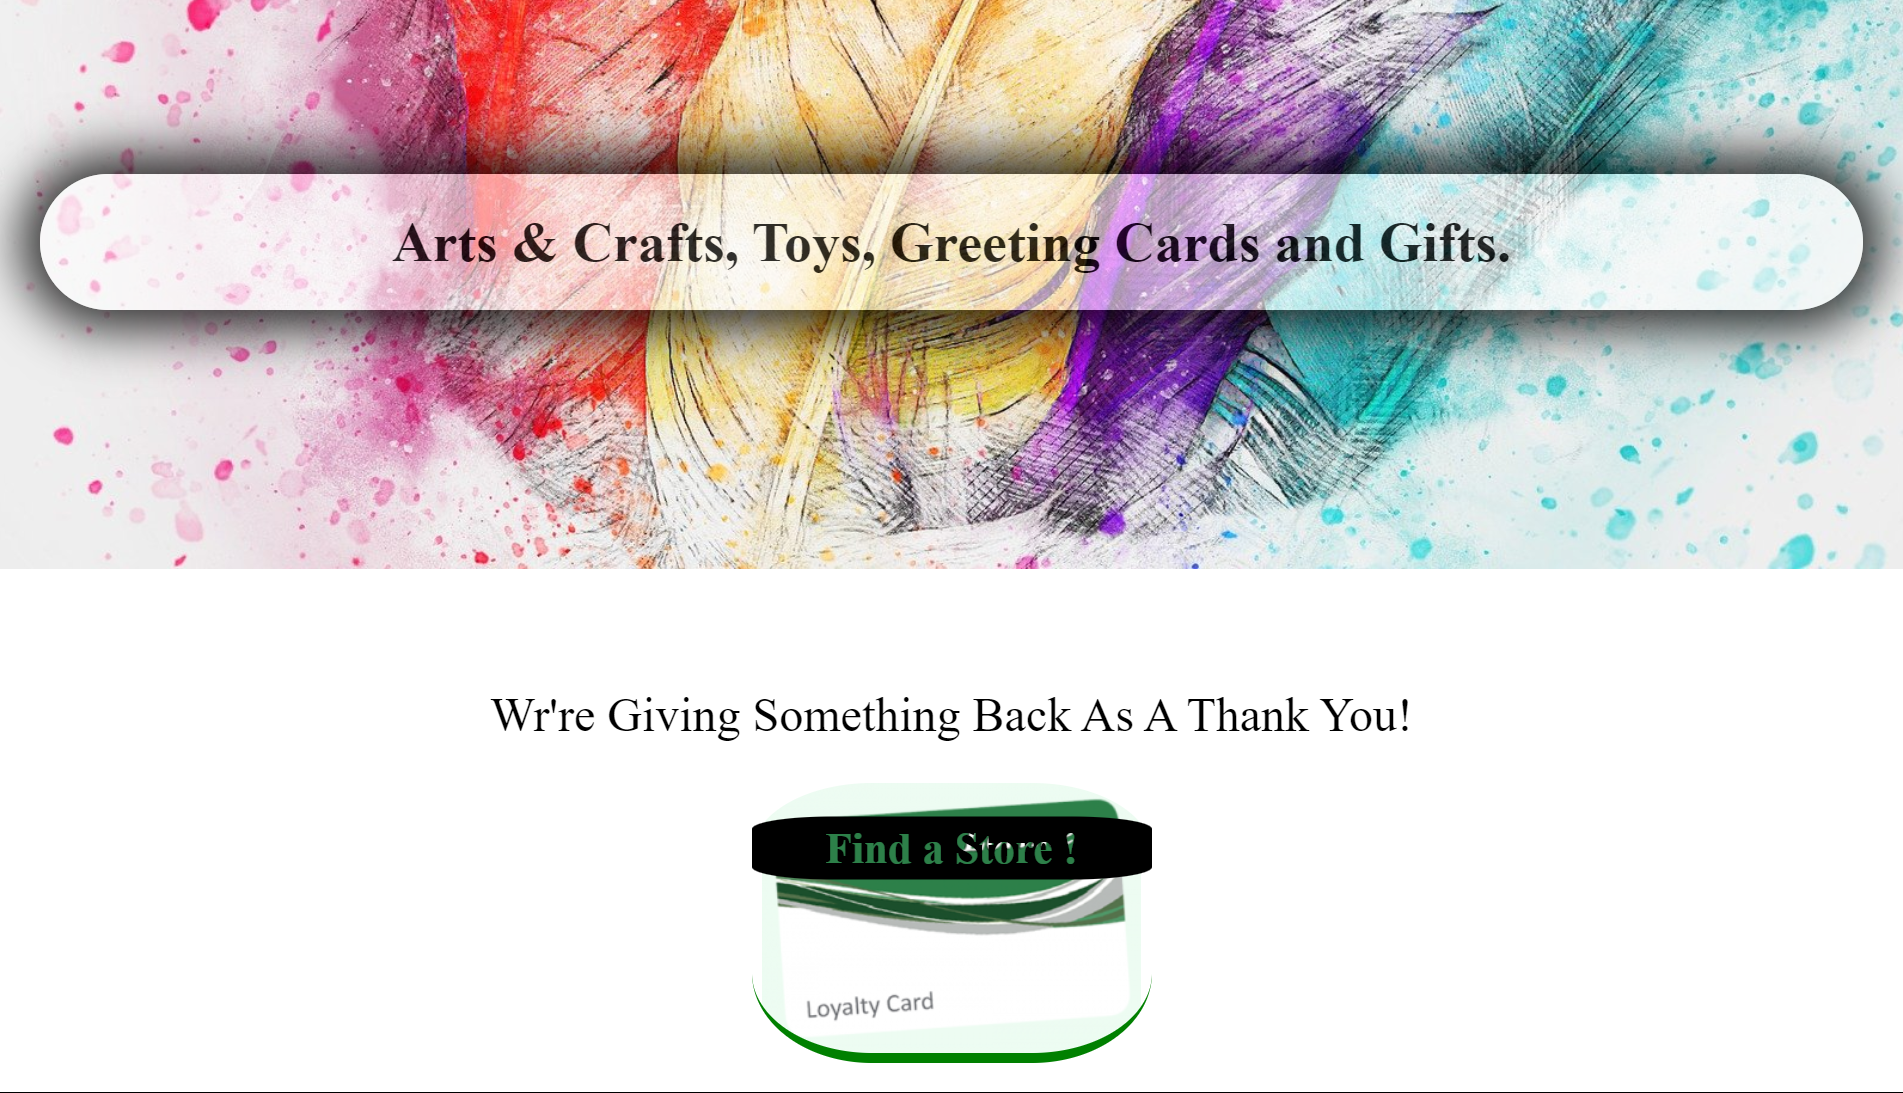 Arts & Crafts, Toys, Greeting Cards and Gifts.
Wr're Giving Something Back As A Thank You!
Find a Store !
Loyalty Card